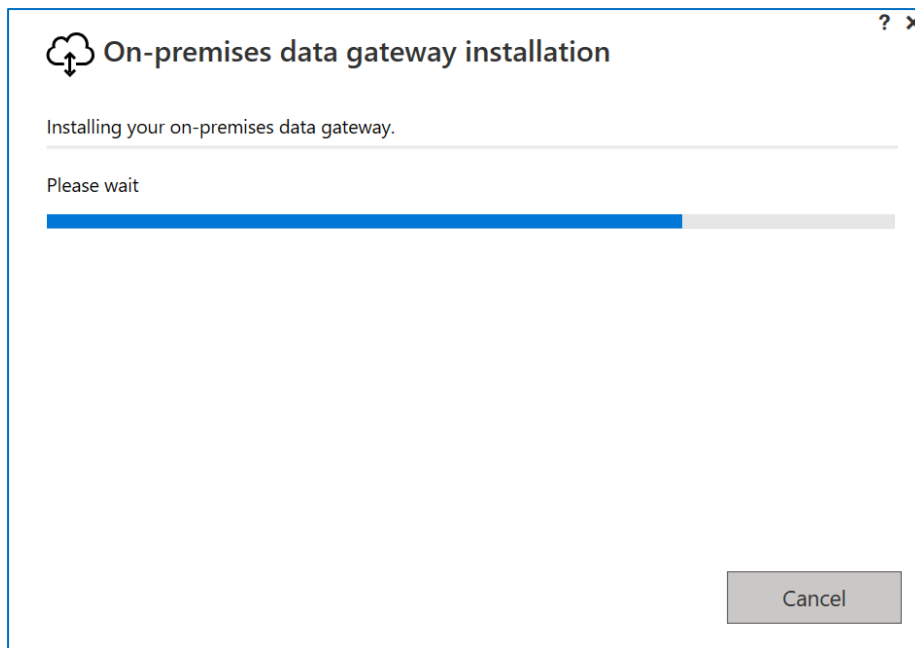 ? ×
On-premises data gateway installation
Installing your on-premises data gateway.
Please wait
Cancel